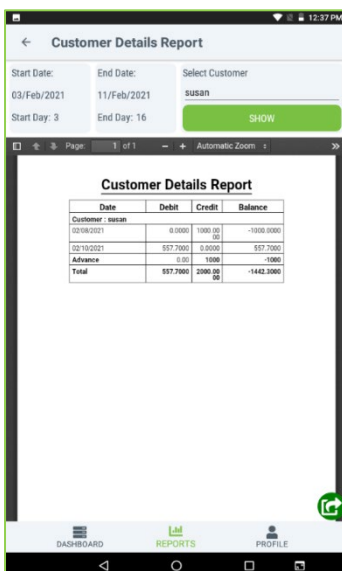 12:37 PM
Customer Details Report
Start Date: End Date: Select Customer
03/Feb/2021 11/Feb/2021 susan
Start Day: 3 End Day: 16 SHOW
Page: 1 of 1 − + Automatic Zoom
Customer Details Report
Date Debit Credit Balance
Customer : susan
02/08/2021 0.0000 1000.00 -1000.0000
00
02/10/2021 557.7000 0.0000 557.7000
Advance 0.00 1000 -1000
Total 557.7000 2000.00 -1442.3000
00
DASHBOARD REPORTS PROFILE